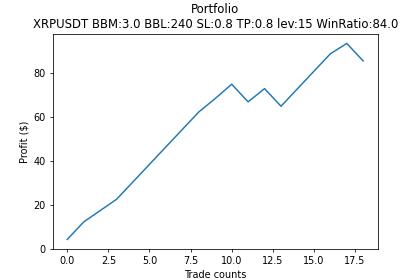 Portfolio
XRPUSDT BBM:3.0 BBL:240 SL:0.8 TP:0.8 lev:15 WinRatio:84.0
Profit ($)
80
60
40
20
0
0.0 2.5 5.0 7.5 10.0 12.5 15.0 17.5
Trade counts